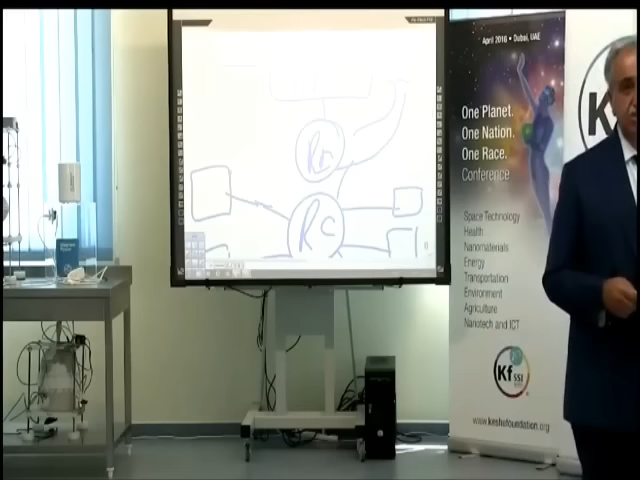 April 2016 • Dubai, UAE
One Planet.
One Nation.
One Race.
Conference
Space Technology
Health
Nanomaterials
Energy
Transportation
Environment
Agriculture
Nanotech and ICT
Kf SSI
www.keshefoundation.org
Kf
RC